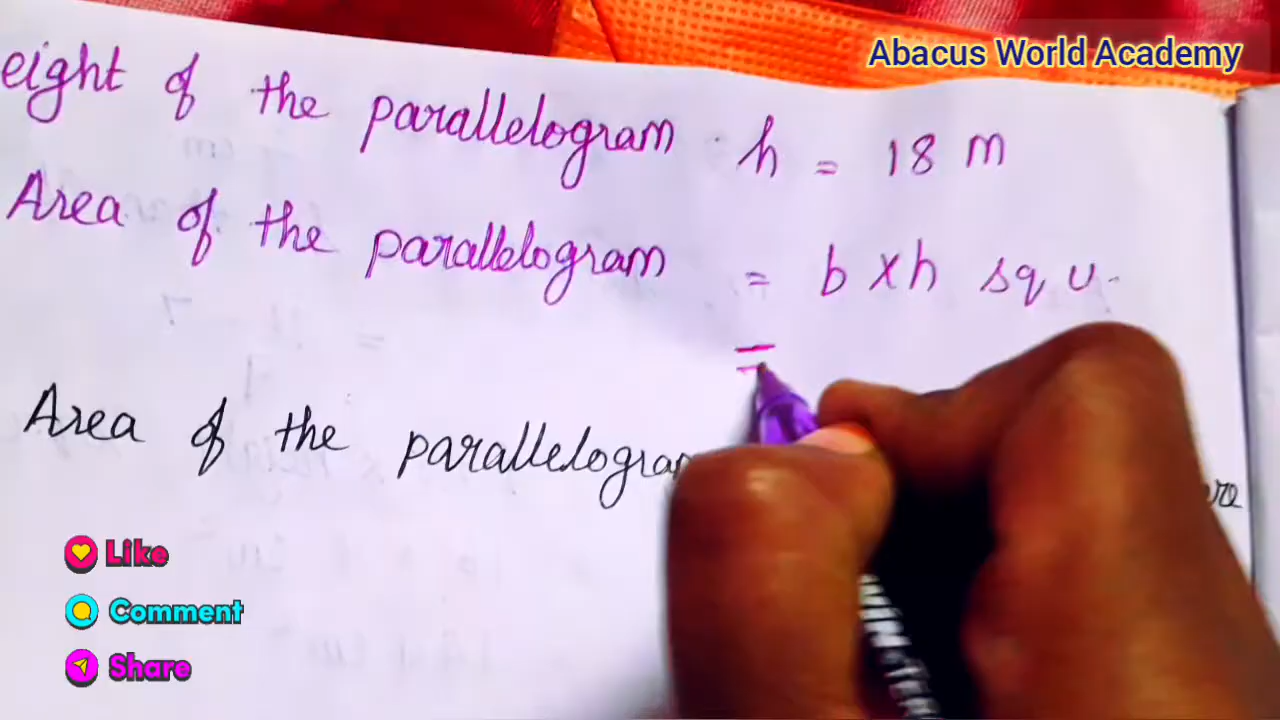 Abacus World Academy
eight of the parallelogram h = 18 m
Area of the parallelogram = b x h sq u.
=
Area of the parallelogram
Like
Comment
Share